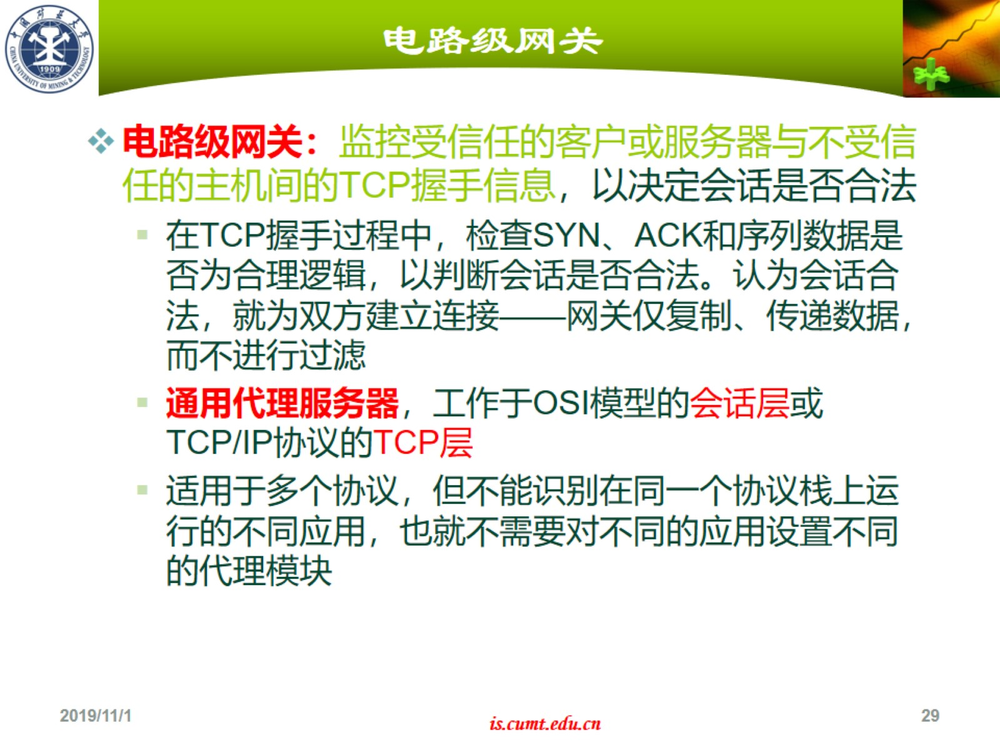 电路级网关
中国矿业大学
CHINA UNIVERSITY OF MINING & TECHNOLOGY
1909
电路级网关：监控受信任的客户或服务器与不受信
任的主机间的TCP握手信息，以决定会话是否合法
在TCP握手过程中，检查SYN、ACK和序列数据是
否为合理逻辑，以判断会话是否合法。认为会话合
法，就为双方建立连接——网关仅复制、传递数据，
而不进行过滤
通用代理服务器，工作于OSI模型的会话层或
TCP/IP协议的TCP层
适用于多个协议，但不能识别在同一个协议栈上运
行的不同应用，也就不需要对不同的应用设置不同
的代理模块
2019/11/1
is.cumt.edu.cn
29